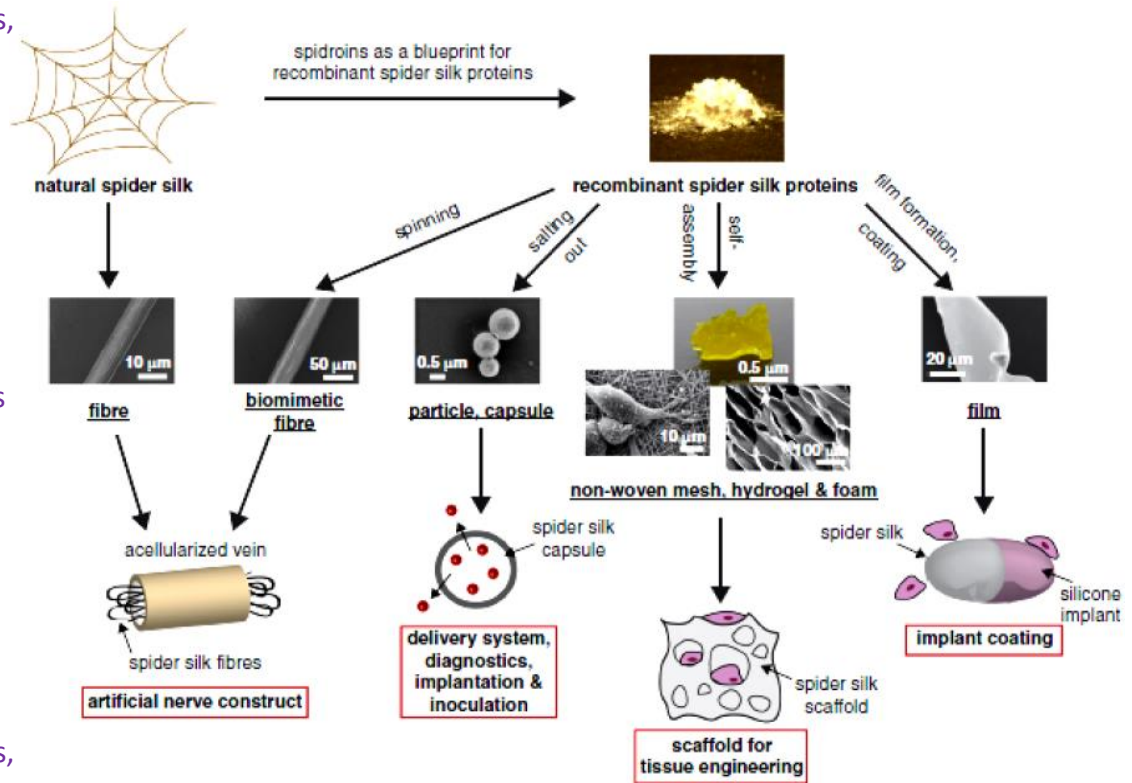 s,
spidroins as a blueprint for
recombinant spider silk proteins
natural spider silk
recombinant spider silk proteins
spinning
salting
out
self-
assembly
film formation,
coating
10 µm
50 µm
0.5 µm
0.5 µm
20 µm
s
fibre
biomimetic
fibre
particle, capsule
10 µm
100 µm
film
non-woven mesh, hydrogel & foam
acellularized vein
spider silk
capsule
spider silk
silicone
implant
spider silk fibres
artificial nerve construct
delivery system,
diagnostics,
implantation &
inoculation
implant coating
spider silk
scaffold
scaffold for
tissue engineering
s,